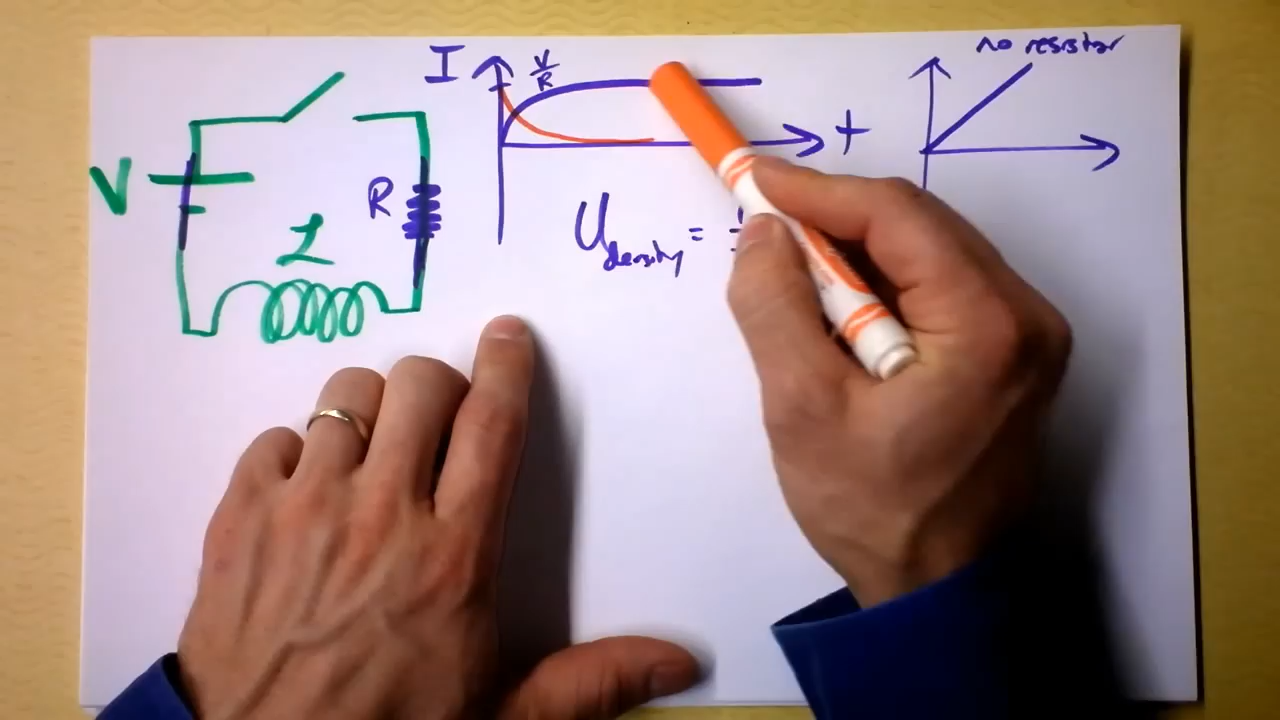 V
R
L
I
V/R
t
no resistor
U density =